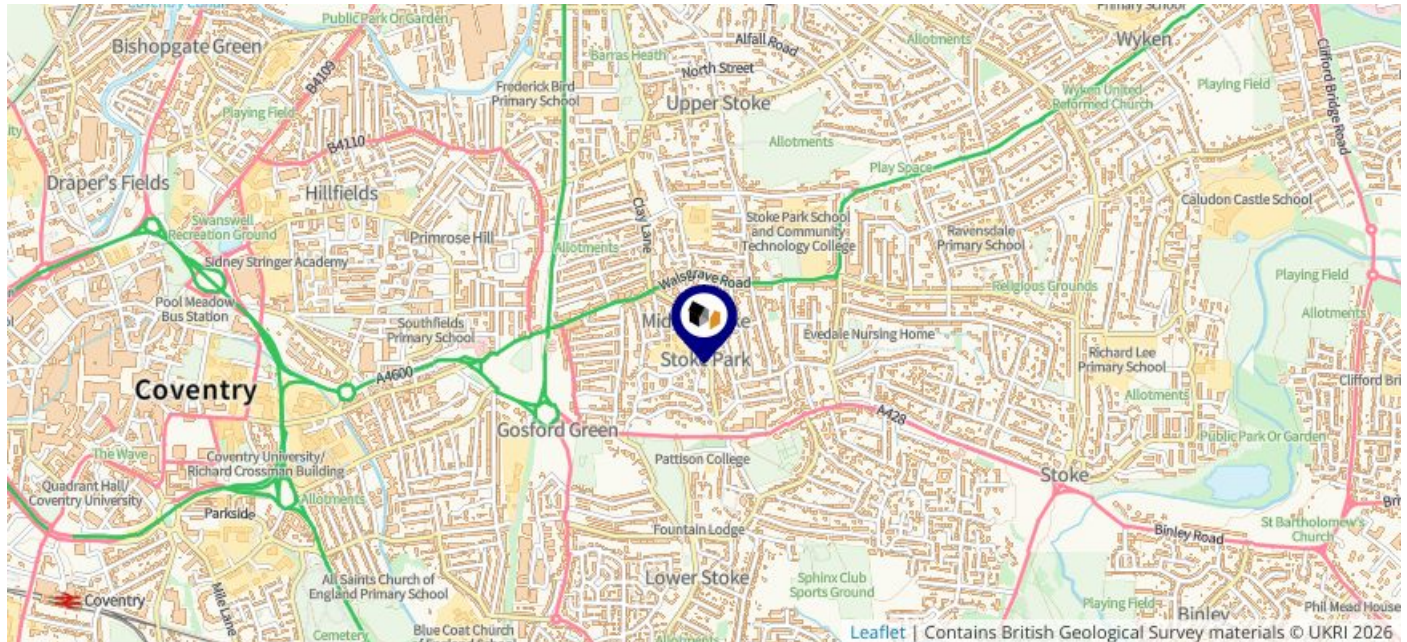 Public Park Or Garden
Primary School
Bishopgate Green
B4109
Barras Heath
Alfall Road
Allotments
Wyken
North Street
Frederick Bird
Primary School
Upper Stoke
Playing Field
Clifford Bridge Road
Wyken United
Reformed Church
Playing Field
B4110
Allotments
Draper's Fields
Hillfields
Play Space
Caludon Castle School
Swanswell
Recreation Ground
Clay Lane
Stoke Park School
and Community
Technology College
Ravensdale
Primary School
Primrose Hill
Allotments
Sidney Stringer Academy
Walsgrave Road
Religious Grounds
Playing Field
Pool Meadow
Bus Station
Southfields
Primary School
Evedale Nursing Home
Stoke Park
Richard Lee
Primary School
A4600
Coventry
Clifford Bri
Allotments
A428
Gosford Green
Public Park Or Garden
The Wave
Coventry University/
Richard Crossman Building
Pattison College
Stoke
Quadrant Hall/
Coventry University
Allotments
Parkside
Fountain Lodge
Binley Road
St Bartholomew's
Church
Lower Stoke
All Saints Church of
England Primary School
Sphinx Club
Sports Ground
Coventry
Mile Lane
Playing Field
Binley
Phil Mead House
Cemetery
Blue Coat Church
Allotments
Leaflet | Contains British Geological Survey materials © UKRI 2026